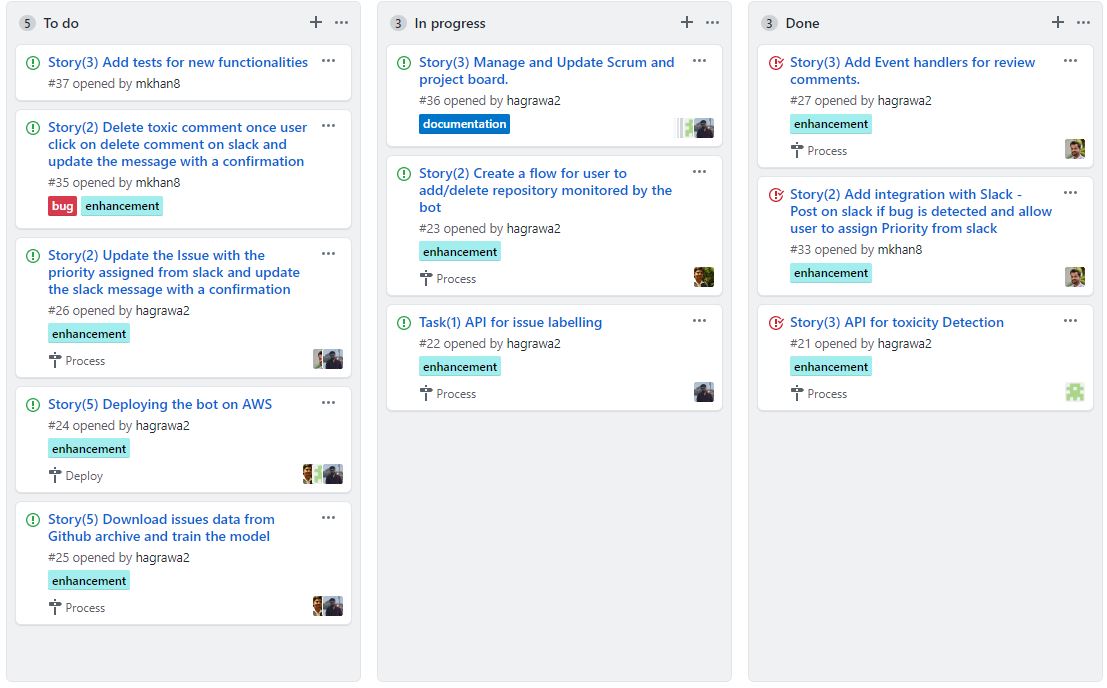 5 To do
Story(3) Add tests for new functionalities
#37 opened by mkhan8
Story(2) Delete toxic comment once user
click on delete comment on slack and
update the message with a confirmation
#35 opened by mkhan8
bug enhancement
Story(2) Update the Issue with the
priority assigned from slack and update
the slack message with a confirmation
#26 opened by hagrawa2
enhancement
Process
Story(5) Deploying the bot on AWS
#24 opened by hagrawa2
enhancement
Deploy
Story(5) Download issues data from
Github archive and train the model
#25 opened by hagrawa2
enhancement
Process
3 In progress
Story(3) Manage and Update Scrum and
project board.
#36 opened by hagrawa2
documentation
Story(2) Create a flow for user to
add/delete repository monitored by the
bot
#23 opened by hagrawa2
enhancement
Process
Task(1) API for issue labelling
#22 opened by hagrawa2
enhancement
Process
3 Done
Story(3) Add Event handlers for review
comments.
#27 opened by hagrawa2
enhancement
Process
Story(2) Add integration with Slack -
Post on slack if bug is detected and allow
user to assign Priority from slack
#33 opened by mkhan8
enhancement
Story(3) API for toxicity Detection
#21 opened by hagrawa2
enhancement
Process